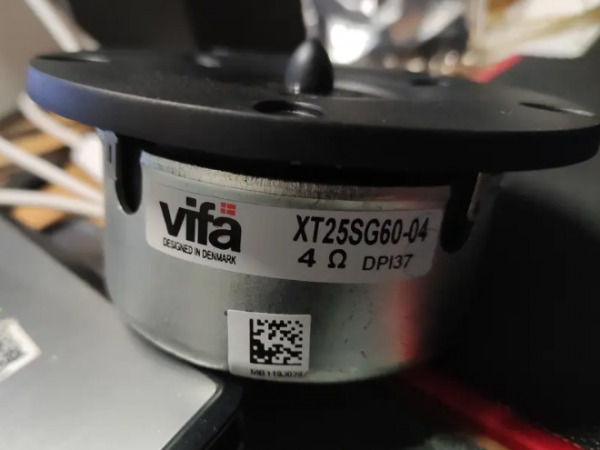 vifa
DESIGNED IN DENMARK
XT25SG60-04
4 Ω DPI37